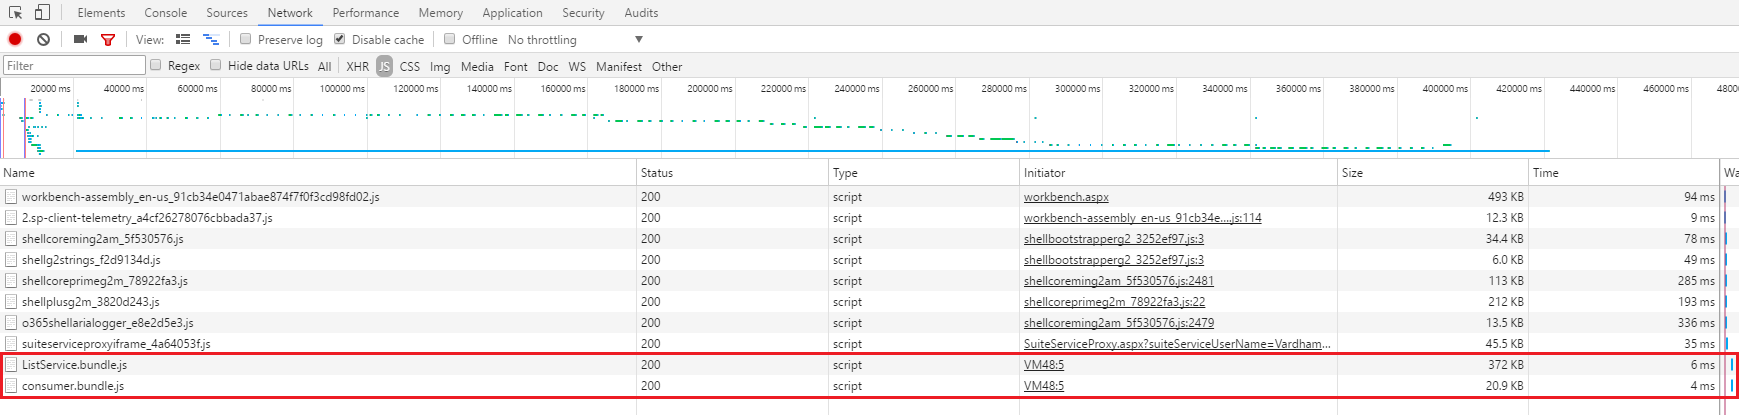 Elements Console Sources Network Performance Memory Application Security Audits
View: Preserve log Disable cache Offline No throttling
Filter Regex Hide data URLs All XHR JS CSS Img Media Font Doc WS Manifest Other
20000 ms 40000 ms 60000 ms 80000 ms 100000 ms 120000 ms 140000 ms 160000 ms 180000 ms 200000 ms 220000 ms 240000 ms 260000 ms 280000 ms 300000 ms 320000 ms 340000 ms 360000 ms 380000 ms 400000 ms 420000 ms 440000 ms 460000 ms 4800
Name Status Type Initiator Size Time Wa
workbench-assembly_en-us_91cb34e0471abae874f7f0f3cd98fd02.js 200 script workbench.aspx 493 KB 94 ms
2.sp-client-telemetry_a4cf26278076cbbada37.js 200 script workbench-assembly_en-us_91cb34e....js:114 12.3 KB 9 ms
shellcoreming2am_5f530576.js 200 script shellbootstrapperg2_3252ef97.js:3 34.4 KB 78 ms
shellg2strings_f2d9134d.js 200 script shellbootstrapperg2_3252ef97.js:3 6.0 KB 49 ms
shellcoreprimeg2m_78922fa3.js 200 script shellcoreming2am_5f530576.js:2481 113 KB 285 ms
shellplusg2m_3820d243.js 200 script shellcoreprimeg2m_78922fa3.js:22 212 KB 193 ms
o365shellarialogger_e8e2d5e3.js 200 script shellcoreming2am_5f530576.js:2479 13.5 KB 336 ms
suiteserviceproxyiframe_4a64053f.js 200 script SuiteServiceProxy.aspx?suiteServiceUserName=Vardham... 45.5 KB 35 ms
ListService.bundle.js 200 script VM48:5 372 KB 6 ms
consumer.bundle.js 200 script VM48:5 20.9 KB 4 ms